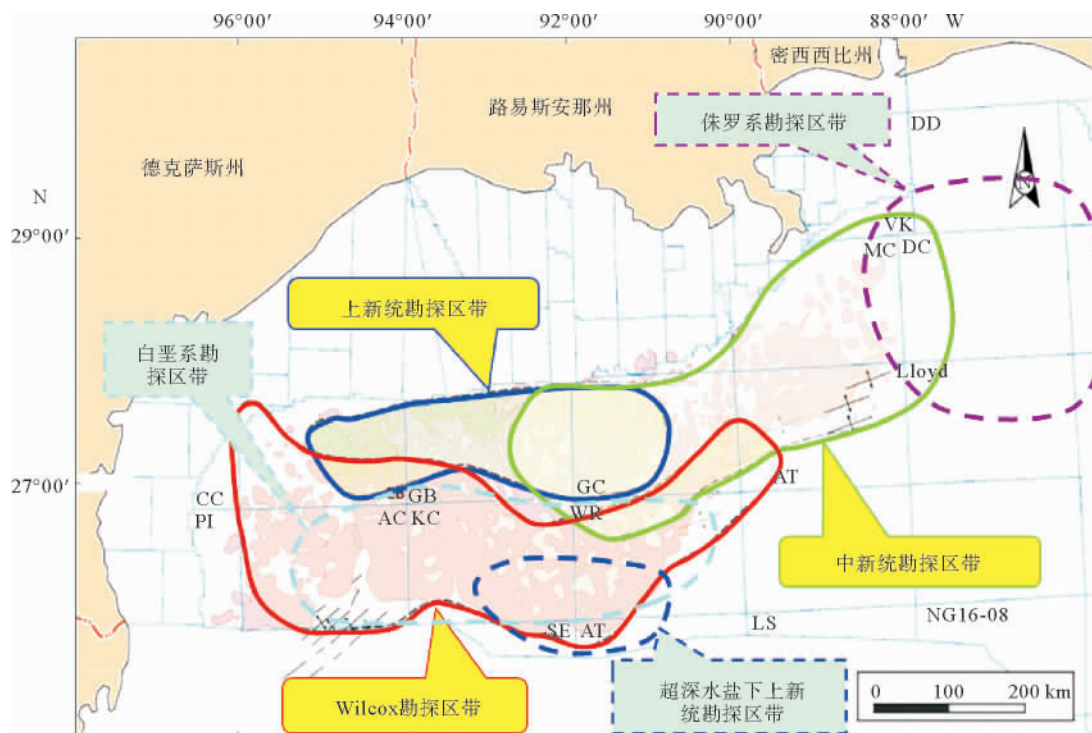 96°00′ 94°00′ 92°00′ 90°00′ 88°00′ W
密西西比州
路易斯安那州
侏罗系勘探区带
DD
德克萨斯州
N
N
29°00′
VK
MC DC
上新统勘探区带
白垩系勘
探区带
Lloyd
27°00′
CC
PI
GB
AC KC
GC
WR
AT
中新统勘探区带
SE AT
LS
NG16-08
Wilcox勘探区带
超深水盐下上新
统勘探区带
0 100 200 km